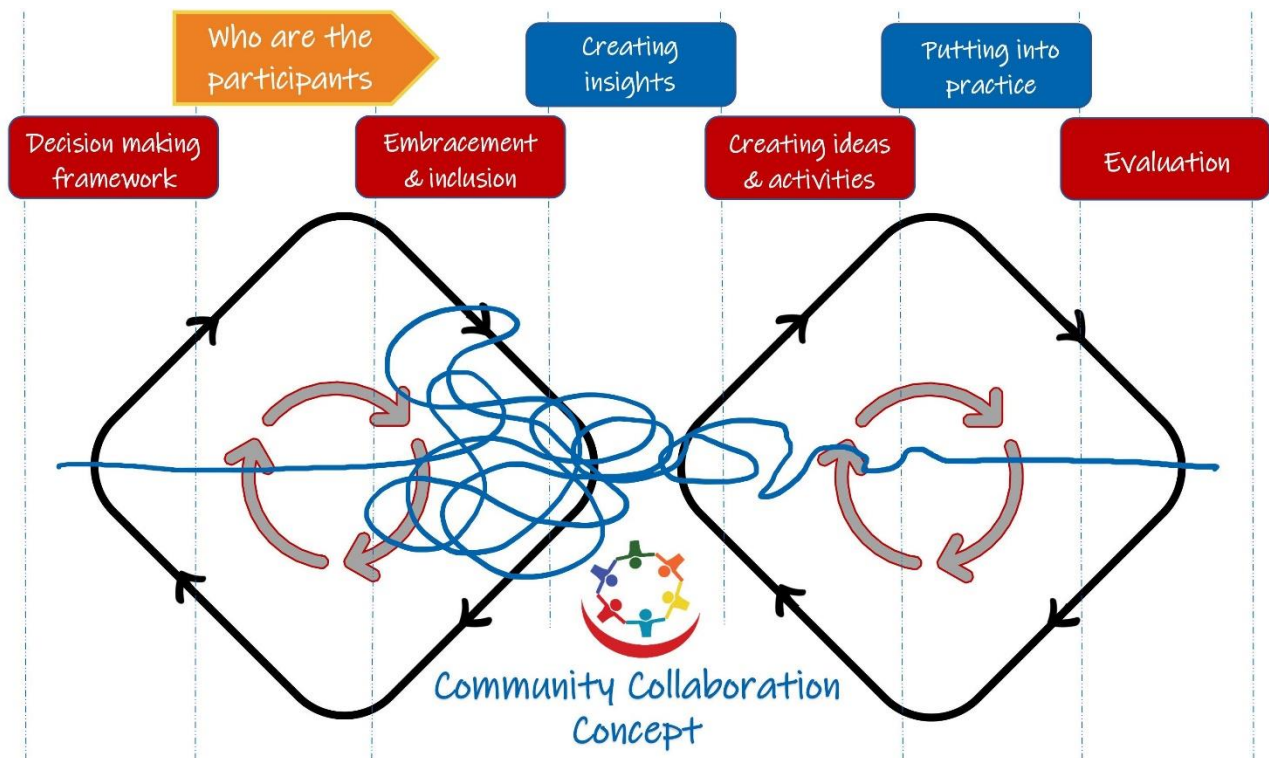 Who are the
participants
Creating
insights
Putting into
practice
Decision making
framework
Embracement
& inclusion
Creating ideas
& activities
Evaluation
Community Collaboration
Concept